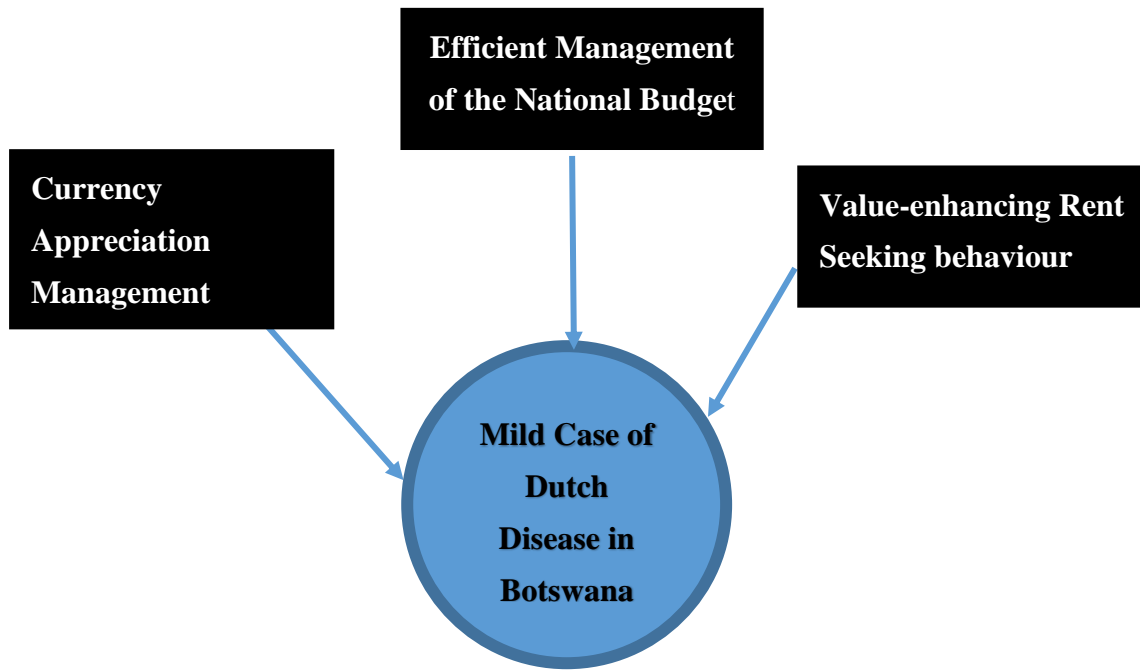 Efficient Management
of the National Budget
Currency
Appreciation
Management
Value-enhancing Rent
Seeking behaviour
Mild Case of
Dutch
Disease in
Botswana